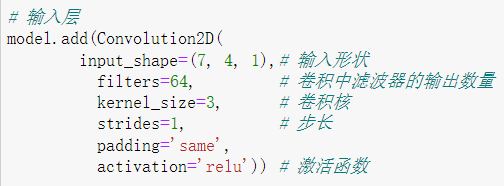 # 输入层
model.add(Convolution2D(
input_shape=(7, 4, 1), # 输入形状
filters=64, # 卷积中滤波器的输出数量
kernel_size=3, # 卷积核
strides=1, # 步长
padding='same',
activation='relu')) # 激活函数